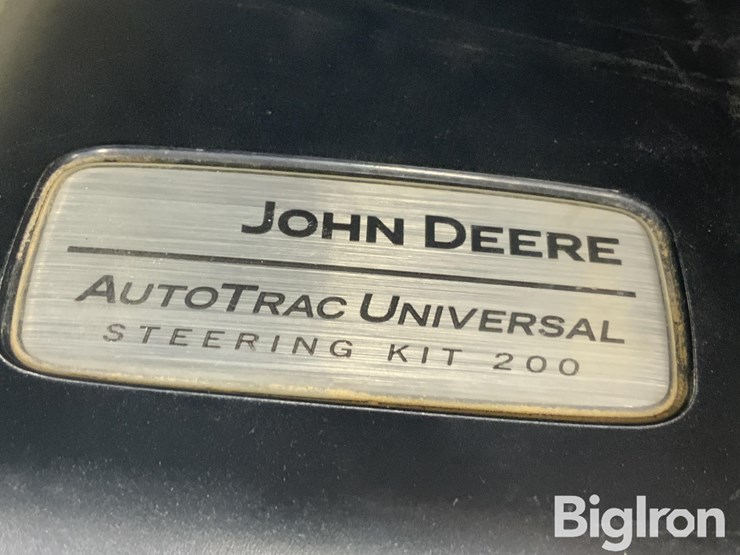 JOHN DEERE
AUTOTRAC UNIVERSAL
STEERING KIT 200
BigIron